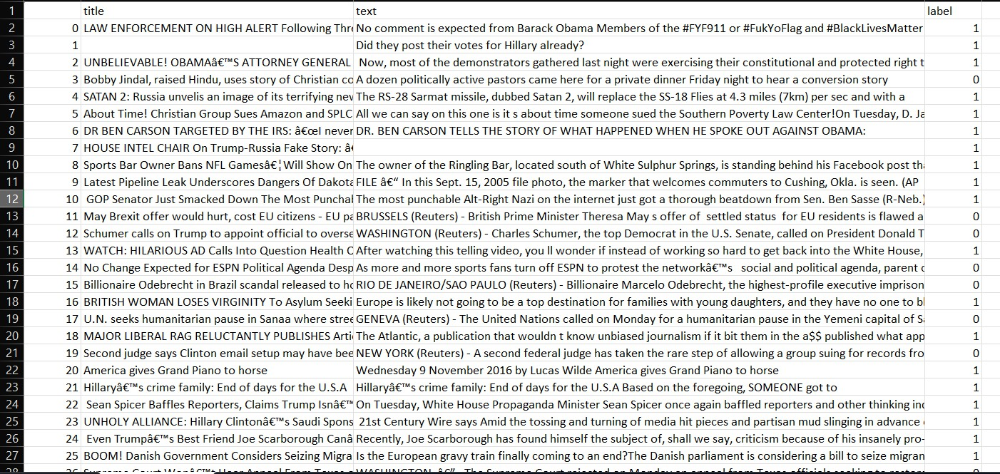 1 title text label
2 0 LAW ENFORCEMENT ON HIGH ALERT Following Thre No comment is expected from Barack Obama Members of the #FYF911 or #FukYoFlag and #BlackLivesMatter 1
3 1 Did they post their votes for Hillary already? 1
4 2 UNBELIEVABLE! OBAMAâ€™S ATTORNEY GENERAL Now, most of the demonstrators gathered last night were exercising their constitutional and protected right t 1
5 3 Bobby Jindal, raised Hindu, uses story of Christian co A dozen politically active pastors came here for a private dinner Friday night to hear a conversion story 0
6 4 SATAN 2: Russia unvelis an image of its terrifying nev The RS-28 Sarmat missile, dubbed Satan 2, will replace the SS-18 Flies at 4.3 miles (7km) per sec and with a 1
7 5 About Time! Christian Group Sues Amazon and SPLC All we can say on this one is it s about time someone sued the Southern Poverty Law Center!On Tuesday, D. Ja 1
8 6 DR BEN CARSON TARGETED BY THE IRS: â€œI never DR. BEN CARSON TELLS THE STORY OF WHAT HAPPENED WHEN HE SPOKE OUT AGAINST OBAMA: 1
9 7 HOUSE INTEL CHAIR On Trump-Russia Fake Story: â€ 1
10 8 Sports Bar Owner Bans NFL Gamesâ€¦Will Show On The owner of the Ringling Bar, located south of White Sulphur Springs, is standing behind his Facebook post tha 1
11 9 Latest Pipeline Leak Underscores Dangers Of Dakota FILE â€“ In this Sept. 15, 2005 file photo, the marker that welcomes commuters to Cushing, Okla. is seen. (AP 1
12 10 GOP Senator Just Smacked Down The Most Punchal The most punchable Alt-Right Nazi on the internet just got a thorough beatdown from Sen. Ben Sasse (R-Neb.) 1
13 11 May Brexit offer would hurt, cost EU citizens - EU pa BRUSSELS (Reuters) - British Prime Minister Theresa May s offer of settled status for EU residents is flawed a 0
14 12 Schumer calls on Trump to appoint official to overse WASHINGTON (Reuters) - Charles Schumer, the top Democrat in the U.S. Senate, called on President Donald T 0
15 13 WATCH: HILARIOUS AD Calls Into Question Health C After watching this telling video, you ll wonder if instead of working so hard to get back into the White House, 1
16 14 No Change Expected for ESPN Political Agenda Desp As more and more sports fans turn off ESPN to protest the networkâ€™s social and political agenda, parent c 0
17 15 Billionaire Odebrecht in Brazil scandal released to ho RIO DE JANEIRO/SAO PAULO (Reuters) - Billionaire Marcelo Odebrecht, the highest-profile executive imprison 0
18 16 BRITISH WOMAN LOSES VIRGINITY To Asylum Seeki Europe is likely not going to be a top destination for families with young daughters, and they have no one to bl 1
19 17 U.N. seeks humanitarian pause in Sanaa where stree GENEVA (Reuters) - The United Nations called on Monday for a humanitarian pause in the Yemeni capital of Sa 0
20 18 MAJOR LIBERAL RAG RELUCTANTLY PUBLISHES Arti The Atlantic, a publication that wouldn t know unbiased journalism if it bit them in the a$$ published what app 1
21 19 Second judge says Clinton email setup may have bee NEW YORK (Reuters) - A second federal judge has taken the rare step of allowing a group suing for records fro 0
22 20 America gives Grand Piano to horse Wednesday 9 November 2016 by Lucas Wilde America gives Grand Piano to horse 1
23 21 Hillaryâ€™s crime family: End of days for the U.S.A Hillaryâ€™s crime family: End of days for the U.S.A Based on the foregoing, SOMEONE got to 1
24 22 Sean Spicer Baffles Reporters, Claims Trump Isnâ€™ On Tuesday, White House Propaganda Minister Sean Spicer once again baffled reporters and other thinking ind 1
25 23 UNHOLY ALLIANCE: Hillary Clintonâ€™s Saudi Spons 21st Century Wire says Amid the tossing and turning of media hit pieces and partisan mud slinging in advance 1
26 24 Even Trumpâ€™s Best Friend Joe Scarborough Canâ Recently, Joe Scarborough has found himself the subject of, shall we say, criticism because of his insanely pro- 1
27 25 BOOM! Danish Government Considers Seizing Migra Is the European gravy train finally coming to an end?The Danish parliament is considering a bill to seize migran 1